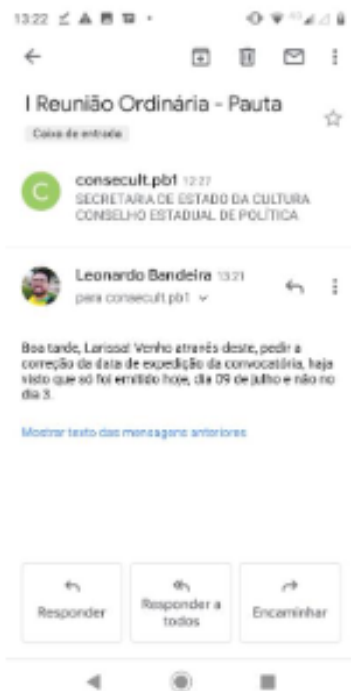 13:22
I Reunião Ordinária - Pauta
Caixa de entrada
C
consecult.pb1 12:27
SECRETARIA DE ESTADO DA CULTURA
CONSELHO ESTADUAL DE POLÍTICA
Leonardo Bandeira 13:21
para consecult.pb1
Boa tarde, Larissa! Venho através deste, pedir a
correção da data de expedição da convocatória, haja
visto que só foi emitido hoje, dia 09 de julho e não no
dia 3.
Mostrar texto das mensagens anteriores
Responder
Responder a
todos
Encaminhar